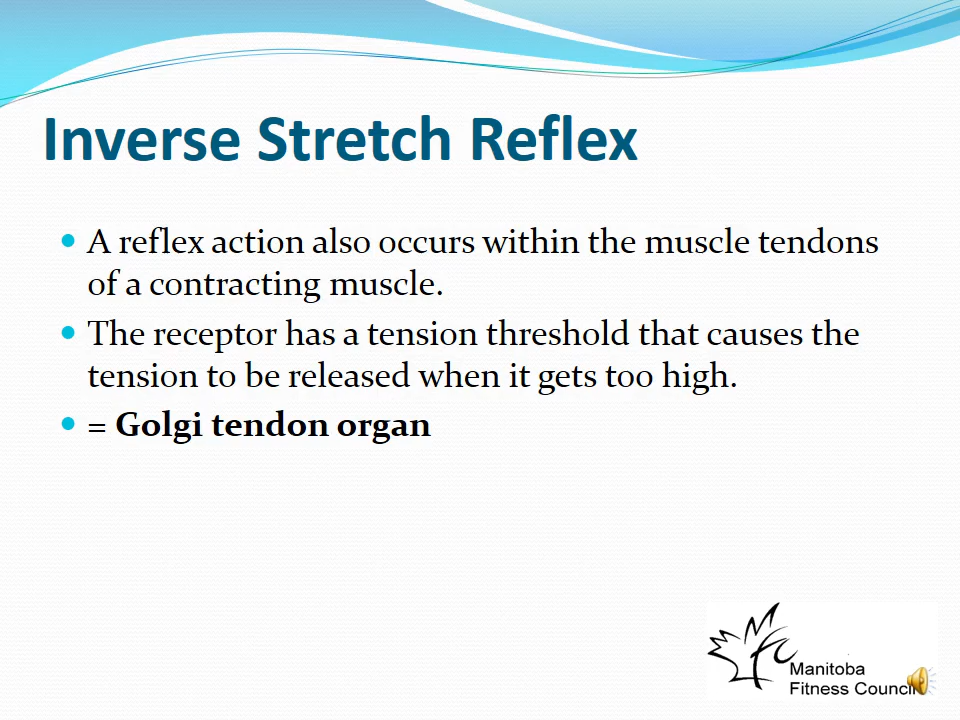 Inverse Stretch Reflex
• A reflex action also occurs within the muscle tendons
of a contracting muscle.
• The receptor has a tension threshold that causes the
tension to be released when it gets too high.
• = Golgi tendon organ
Manitoba
Fitness Council